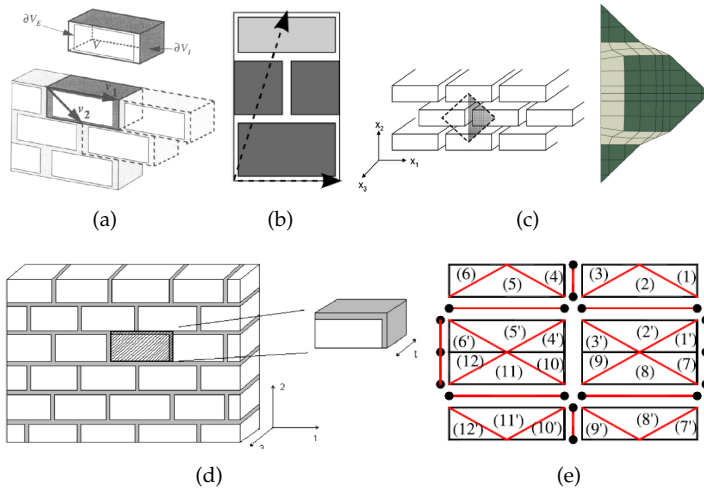 ∂V_E
V
∂V_I
v_1
v_2
(a)
(b)
x_2
x_1
x_3
(c)
2
1
3
t
(d)
(6) (5) (4) (3) (2) (1)
(5') (2')
(6') (4') (3') (1')
(12) (11) (10) (9) (8) (7)
(12') (11') (10') (9') (8') (7')
(e)